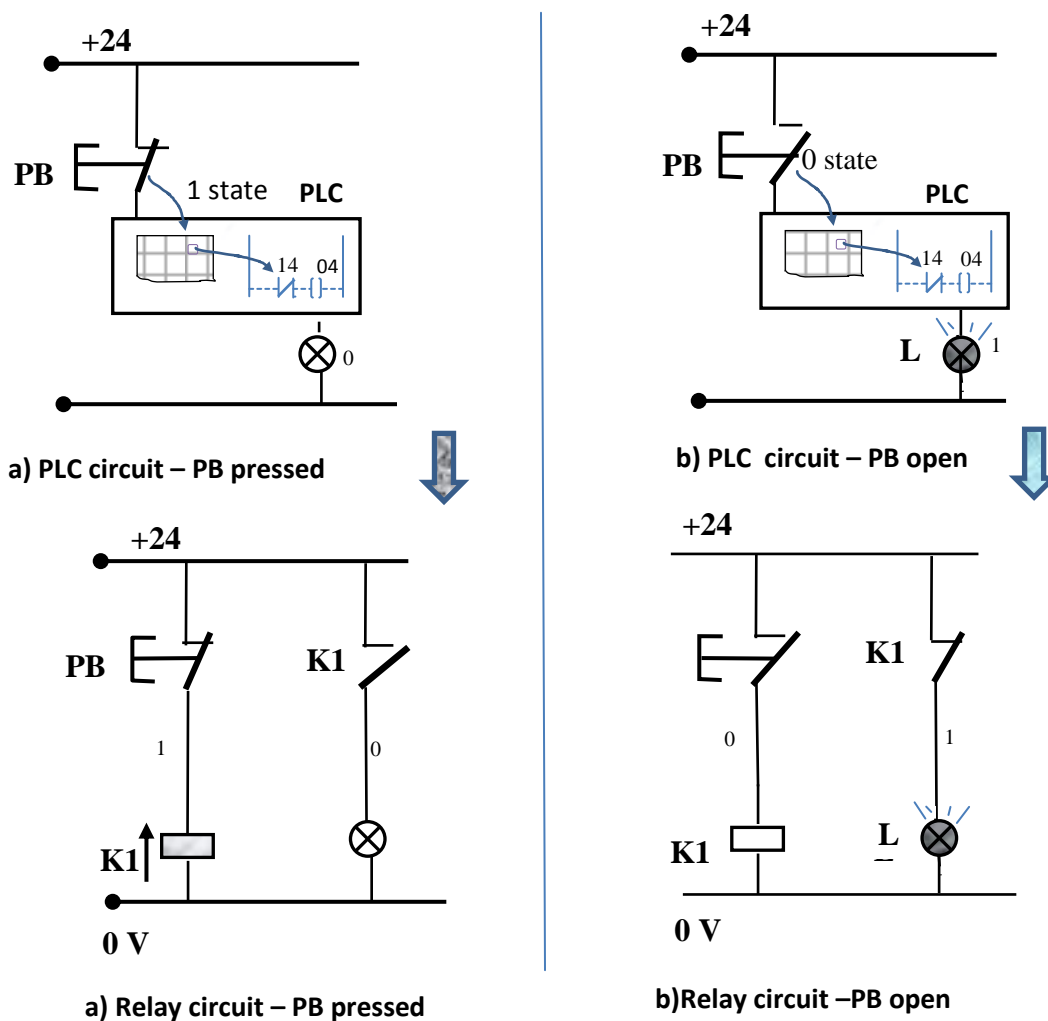 +24
PB
1 state
PLC
14 04
0
a) PLC circuit – PB pressed
+24
PB
K1
1
0
K1
0 V
a) Relay circuit – PB pressed
+24
PB
0 state
PLC
14 04
L
1
b) PLC circuit – PB open
+24
K1
0
1
K1
L
0 V
b)Relay circuit –PB open